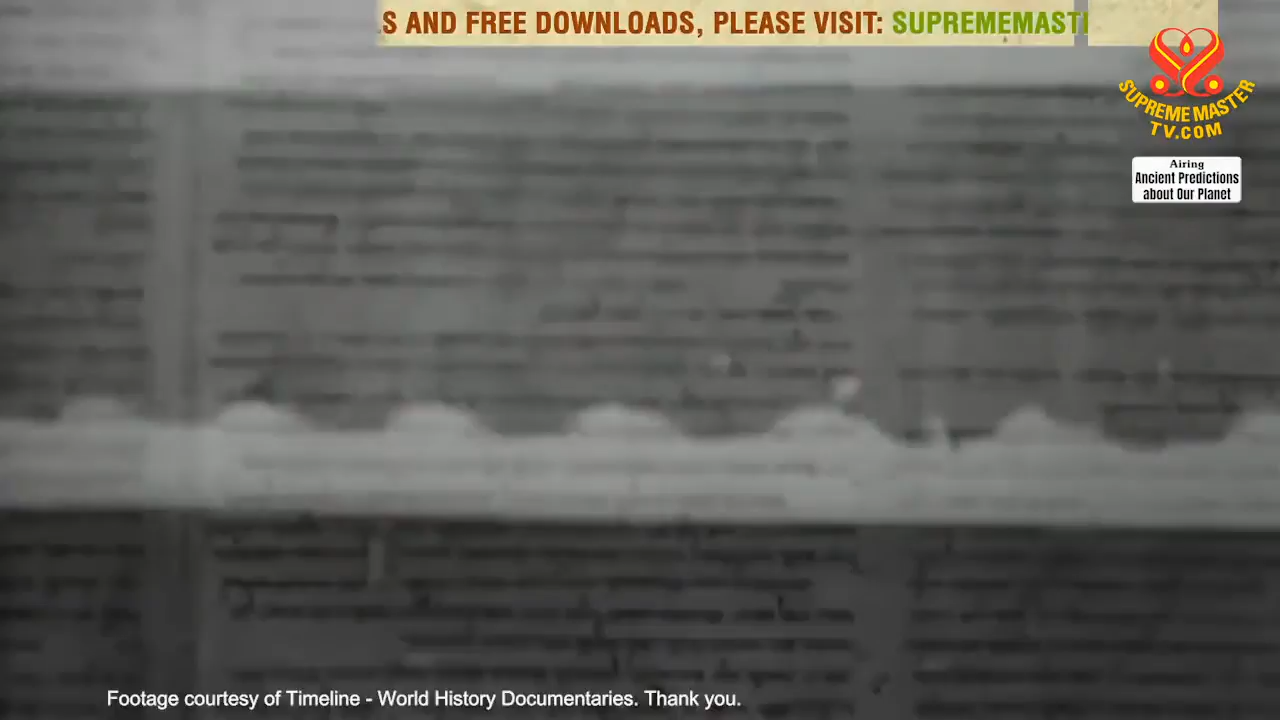 S AND FREE DOWNLOADS, PLEASE VISIT: SUPREMEMAST
SUPREME MASTER
TV.COM
Airing
Ancient Predictions
about Our Planet
Footage courtesy of Timeline - World History Documentaries. Thank you.